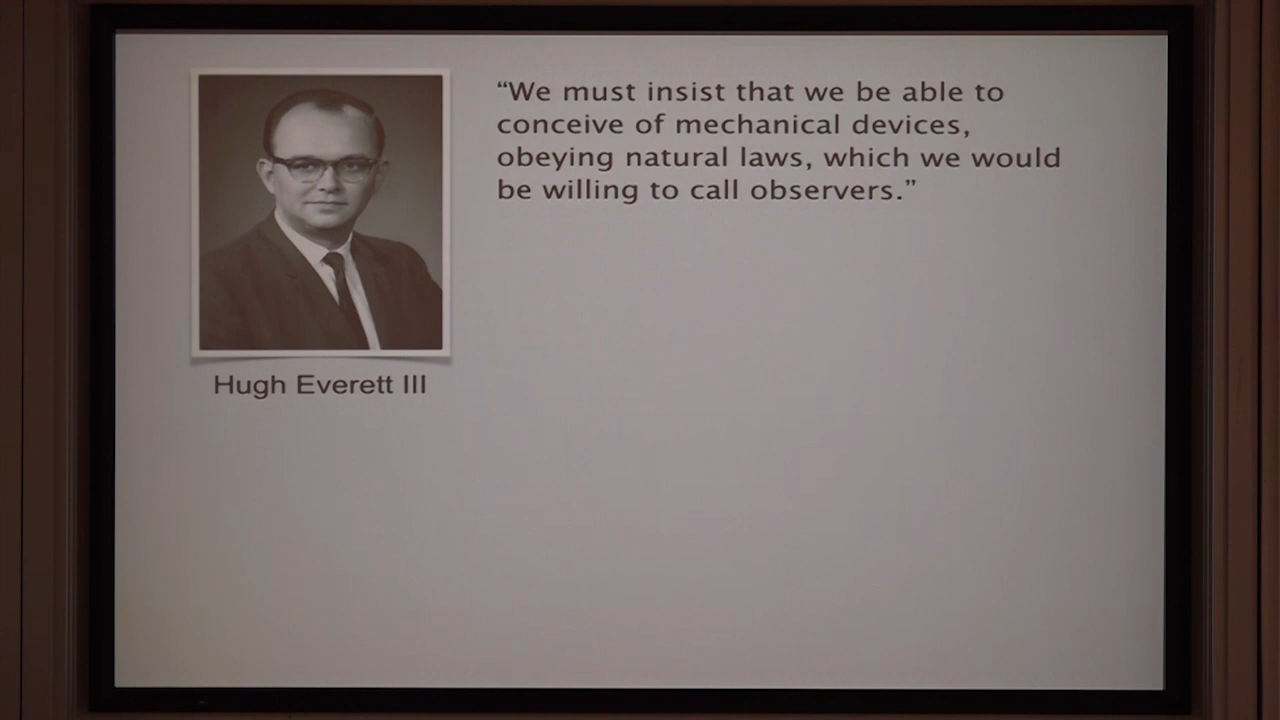 “We must insist that we be able to
conceive of mechanical devices,
obeying natural laws, which we would
be willing to call observers.”
Hugh Everett III